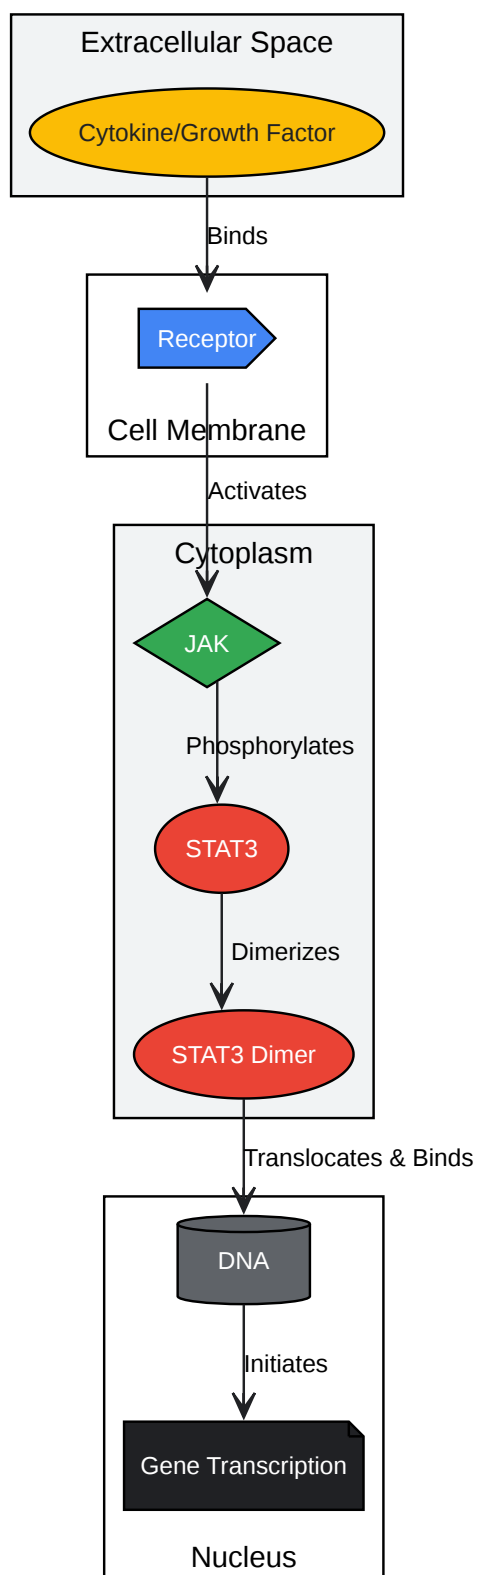 Extracellular Space
Cytokine/Growth Factor
Binds
Receptor
Cell Membrane
Activates
Cytoplasm
JAK
Phosphorylates
STAT3
Dimerizes
STAT3 Dimer
Translocates & Binds
DNA
Initiates
Gene Transcription
Nucleus